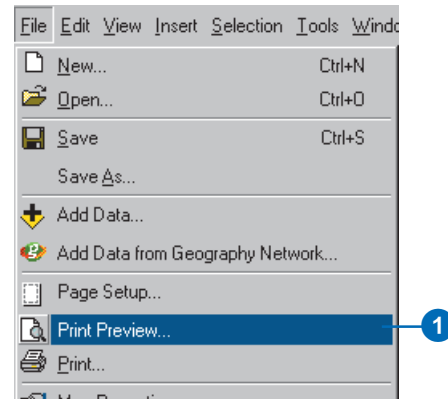 File Edit View Insert Selection Tools
New... Ctrl+N
Open... Ctrl+O
Save Ctrl+S
Save As...
Add Data...
Add Data from Geography Network...
Page Setup...
Print Preview... 1
Print...